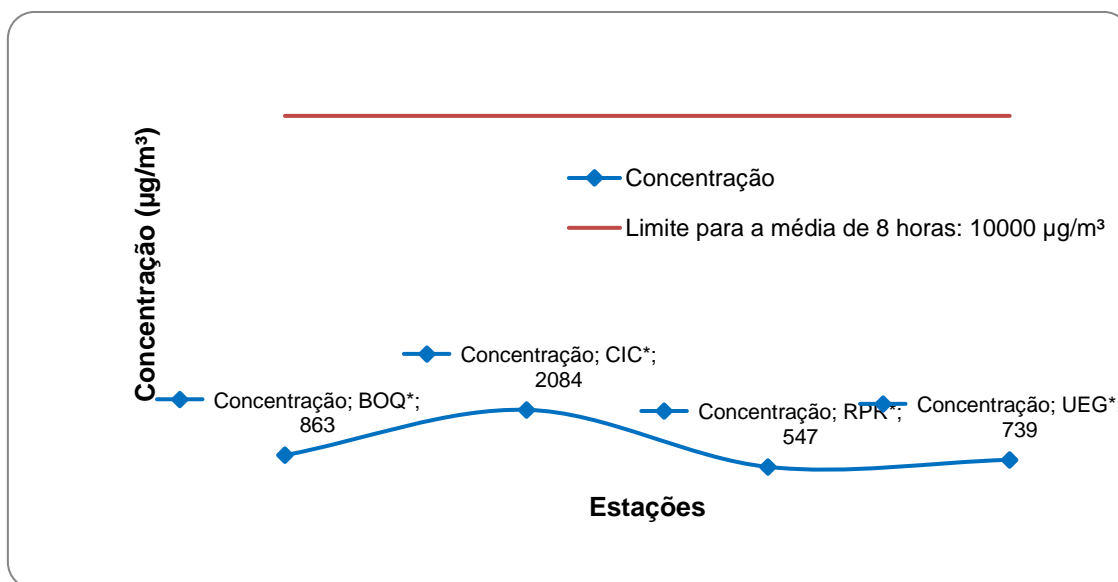 Concentração (µg/m³)
Concentração
Limite para a média de 8 horas: 10000 µg/m³
Concentração; CIC*;
2084
Concentração; BOQ*;
863
Concentração; RPR*;
547
Concentração; UEG*
739
Estações